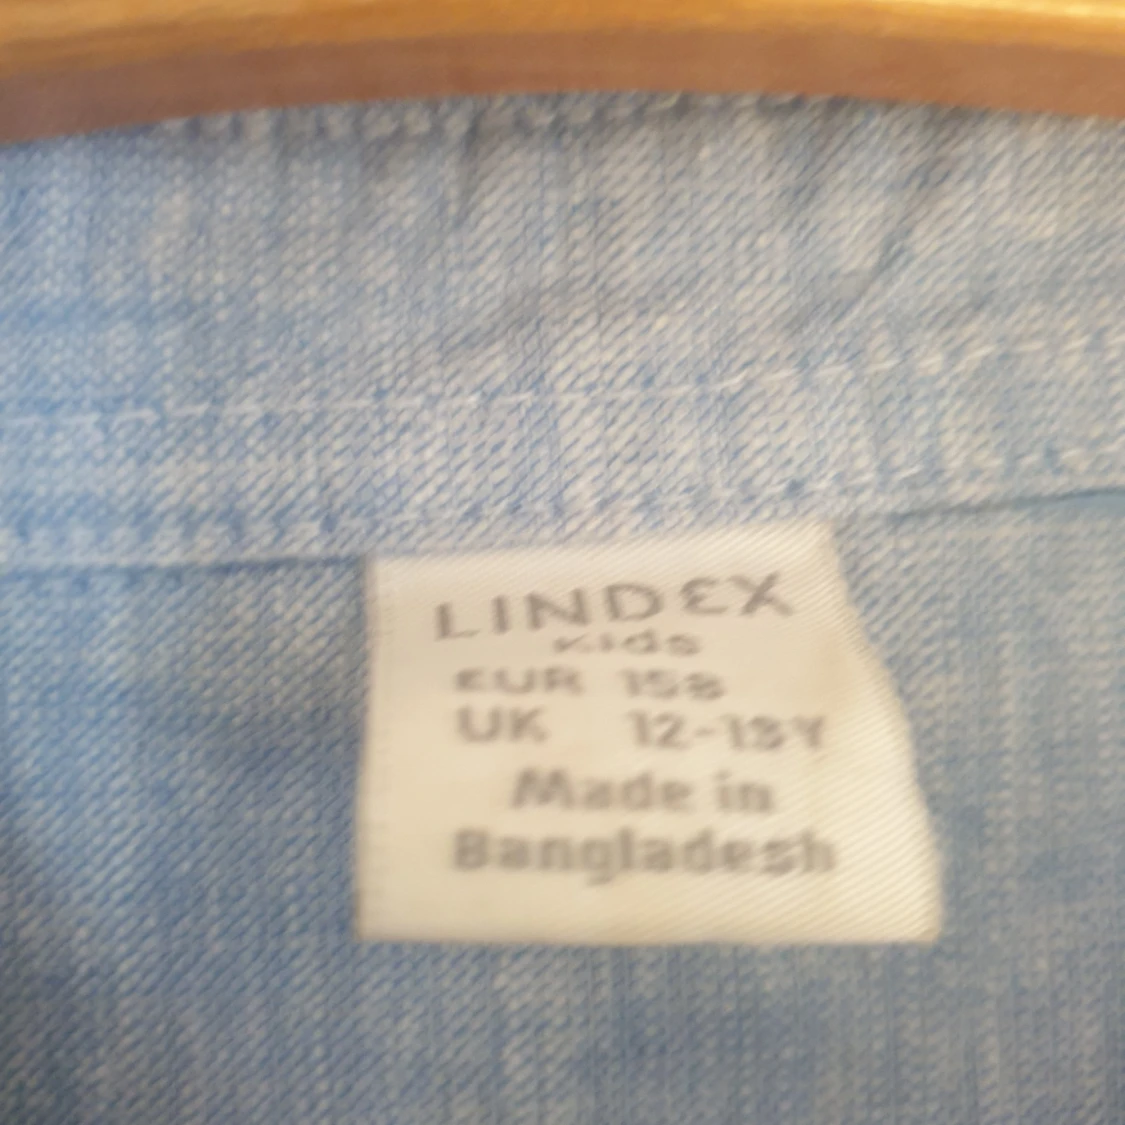 LINDEX
Kids
EUR 158
UK 12-13Y
Made in
Bangladesh